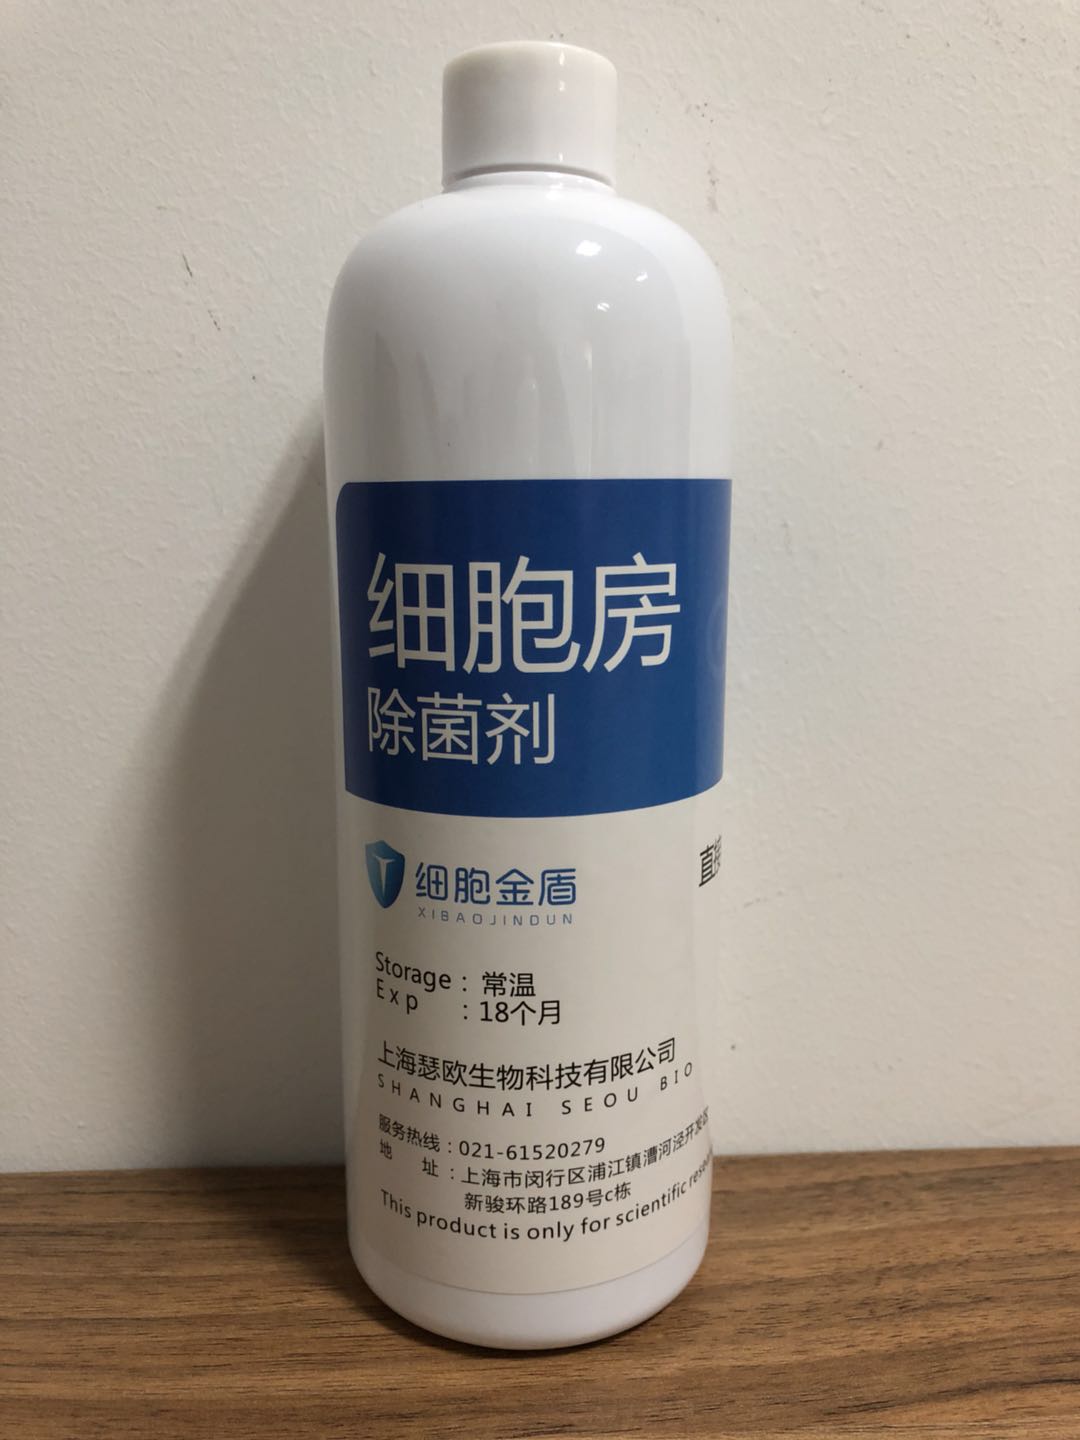 细胞房
除菌剂
细胞金盾
XIBAOJINDUN
直接
Storage : 常温
Exp : 18个月
上海瑟欧生物科技有限公司
SHANGHAI SEOU BIO
服务热线 : 021-61520279
地 址 : 上海市闵行区浦江镇漕河泾开发区
新骏环路189号c栋
This product is only for scientific